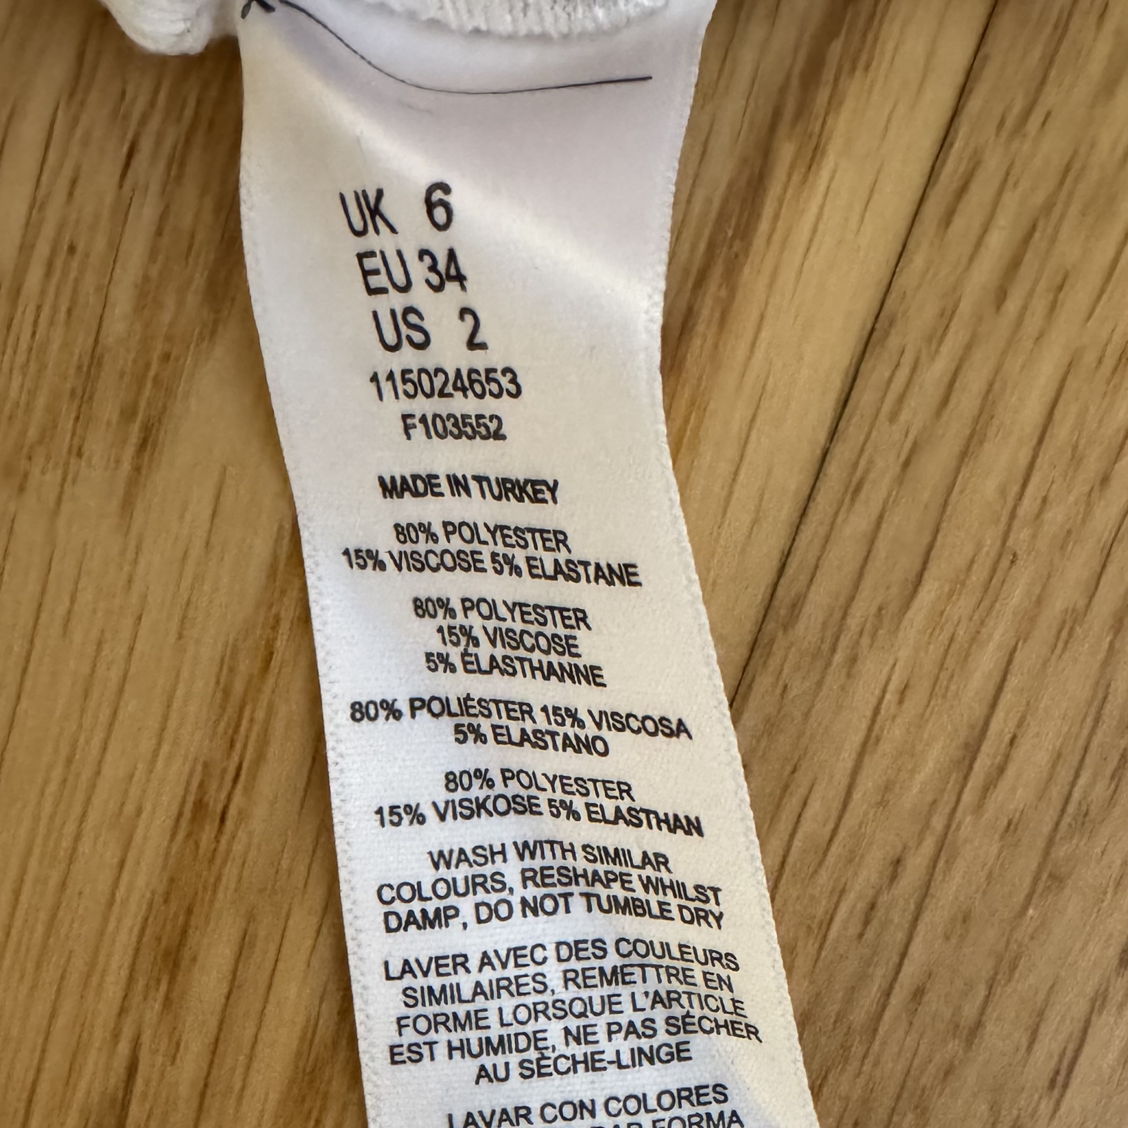 UK 6
EU 34
US 2
115024653
F103552
MADE IN TURKEY
80% POLYESTER
15% VISCOSE 5% ELASTANE
80% POLYESTER
15% VISCOSE
5% ÉLASTHANNE
80% POLIÉSTER 15% VISCOSA
5% ELASTANO
80% POLYESTER
15% VISKOSE 5% ELASTHAN
WASH WITH SIMILAR
COLOURS, RESHAPE WHILST
DAMP, DO NOT TUMBLE DRY
LAVER AVEC DES COULEURS
SIMILAIRES, REMETTRE EN
FORME LORSQUE L'ARTICLE
EST HUMIDE, NE PAS SÉCHER
AU SÈCHE-LINGE
LAVAR CON COLORES
FORMA